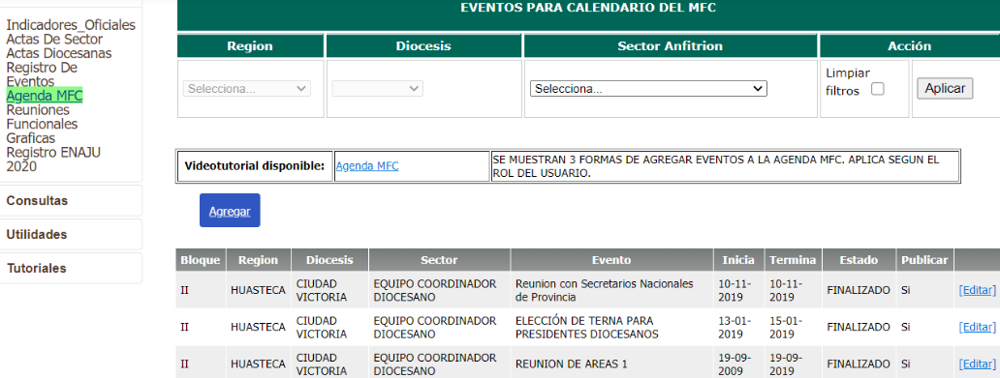 EVENTOS PARA CALENDARIO DEL MFC
Indicadores_Oficiales
Actas De Sector
Actas Diocesanas
Registro De
Eventos
Agenda MFC
Reuniones
Funcionales
Graficas
Registro ENAJU
2020
Consultas
Utilidades
Tutoriales
Region Diocesis Sector Anfitrion Acción
Selecciona... Selecciona... Limpiar filtros Aplicar
Videotutorial disponible: Agenda MFC SE MUESTRAN 3 FORMAS DE AGREGAR EVENTOS A LA AGENDA MFC. APLICA SEGUN EL
ROL DEL USUARIO.
Agregar
Bloque Region Diocesis Sector Evento Inicia Termina Estado Publicar
II HUASTECA CIUDAD VICTORIA EQUIPO COORDINADOR DIOCESANO Reunion con Secretarios Nacionales de Provincia 10-11-2019 10-11-2019 FINALIZADO Si [Editar]
II HUASTECA CIUDAD VICTORIA EQUIPO COORDINADOR DIOCESANO ELECCIÓN DE TERNA PARA PRESIDENTES DIOCESANOS 13-01-2019 15-01-2019 FINALIZADO Si [Editar]
II HUASTECA CIUDAD VICTORIA EQUIPO COORDINADOR DIOCESANO REUNION DE AREAS 1 19-09-2009 19-09-2019 FINALIZADO Si [Editar]